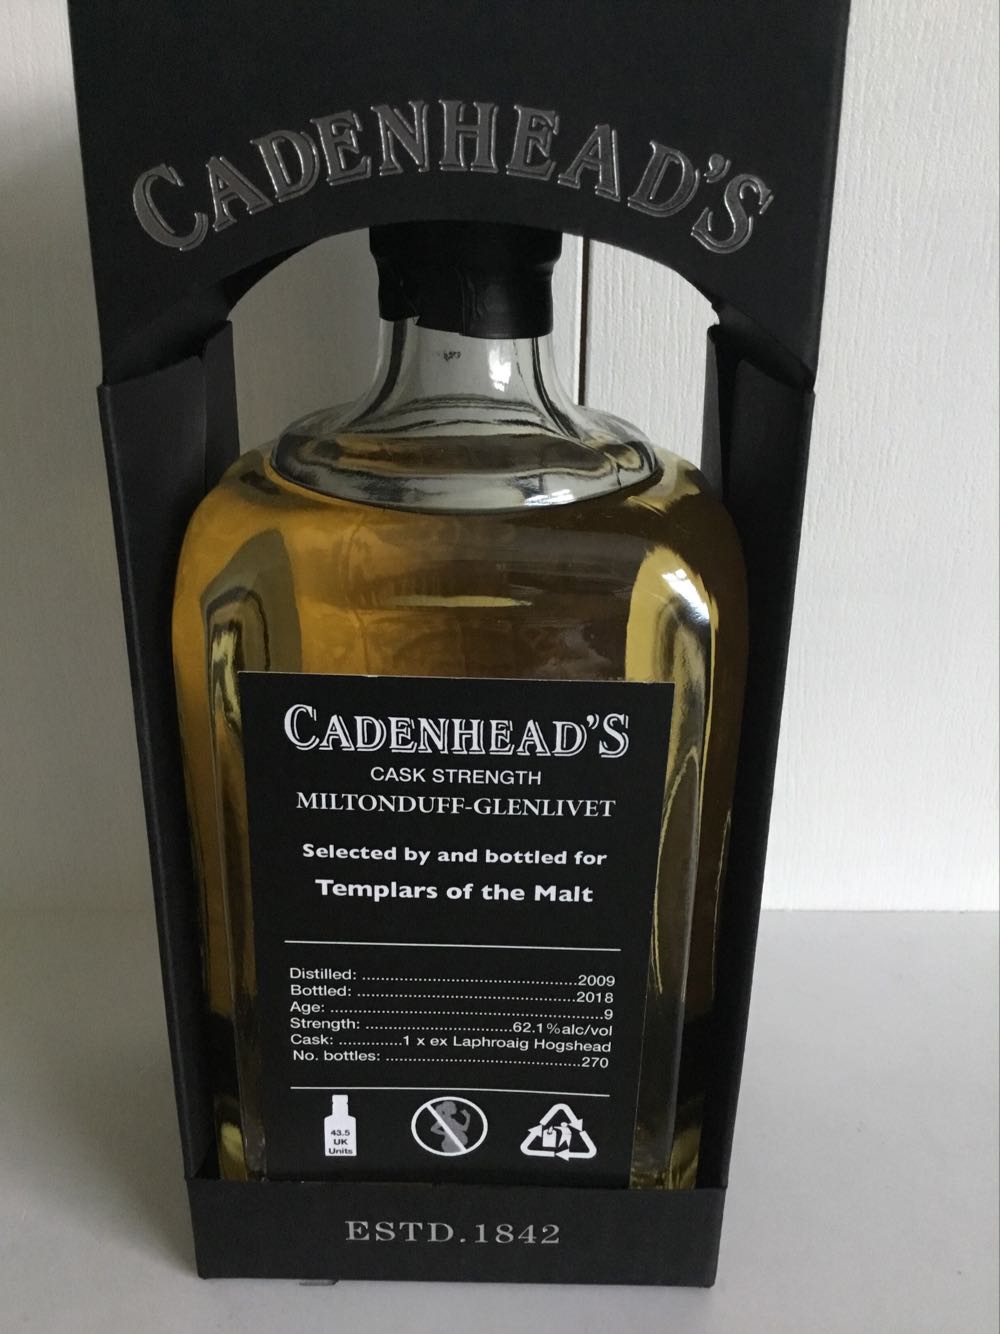 CADENHEAD'S
CADENHEAD'S
CASK STRENGTH
MILTONDUFF-GLENLIVET
Selected by and bottled for
Templars of the Malt
Distilled: ..............................................2009
Bottled: ...............................................2018
Age: ..........................................................9
Strength: ...............................62.1%alc/vol
Cask: .............1 x ex Laphroaig Hogshead
No. bottles: ..........................................270
43.5
UK
Units
ESTD.1842